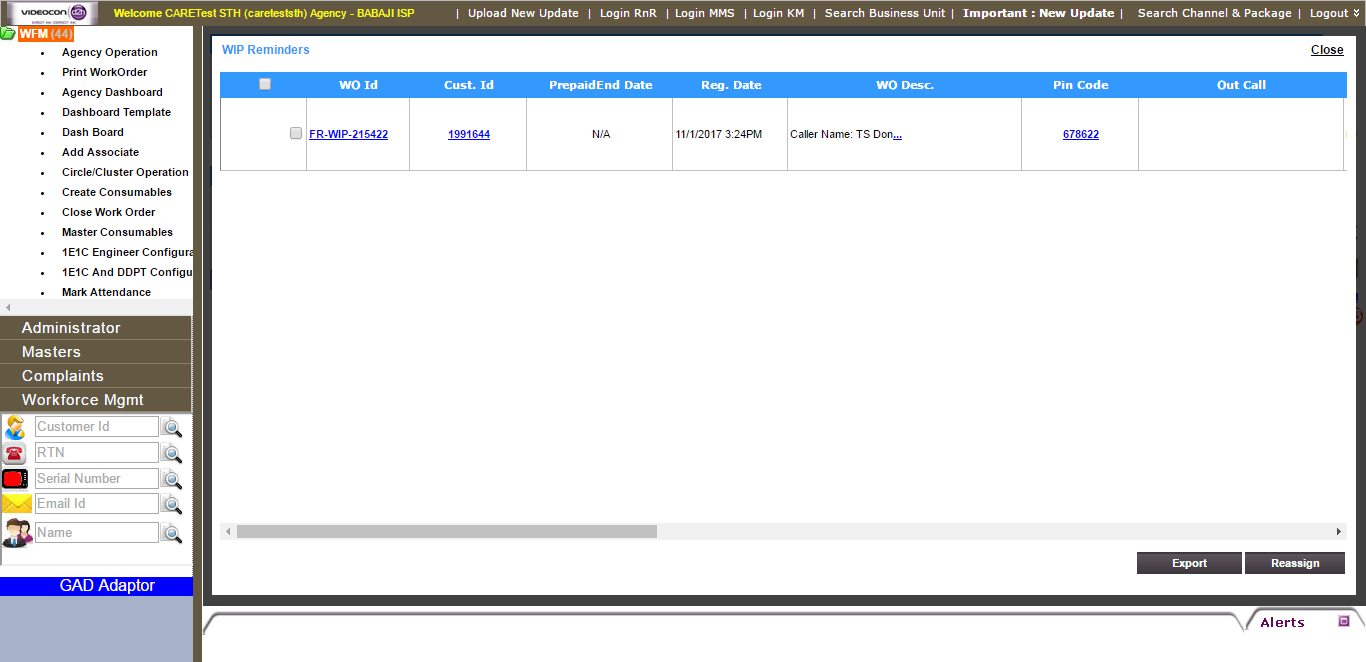 VIDEOCON d2h
DIRECT HAI CORRECT HAI
Welcome CARETest STH (careteststh) Agency - BABAJI ISP
| Upload New Update | Login RnR | Login MMS | Login KM | Search Business Unit | Important : New Update | Search Channel & Package | Logout
WFM (44)
Agency Operation
Print WorkOrder
Agency Dashboard
Dashboard Template
Dash Board
Add Associate
Circle/Cluster Operation
Create Consumables
Close Work Order
Master Consumables
1E1C Engineer Configura
1E1C And DDPT Configu
Mark Attendance
Administrator
Masters
Complaints
Workforce Mgmt
Customer Id
RTN
Serial Number
Email Id
Name
GAD Adaptor
WIP Reminders
Close
WO Id Cust. Id PrepaidEnd Date Reg. Date WO Desc. Pin Code Out Call
FR-WIP-215422 1991644 N/A 11/1/2017 3:24PM Caller Name: TS Don... 678622
Export Reassign
Alerts